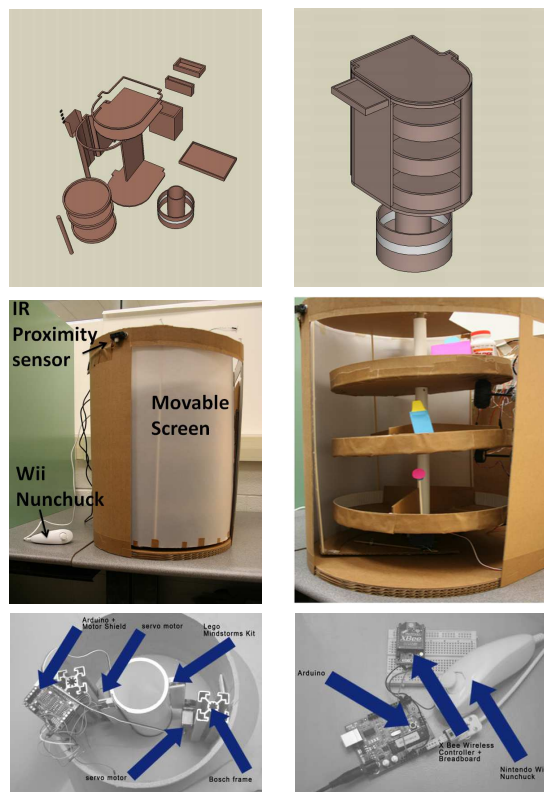 IR
Proximity
sensor
Movable
Screen
Wii
Nunchuck
Arduino +
Motor Shield
servo motor
Lego
Mindstorms Kit
servo motor
Bosch frame
XBee
Arduino
X Bee Wireless
Controller +
Breadboard
Nintendo Wii
Nunchuck